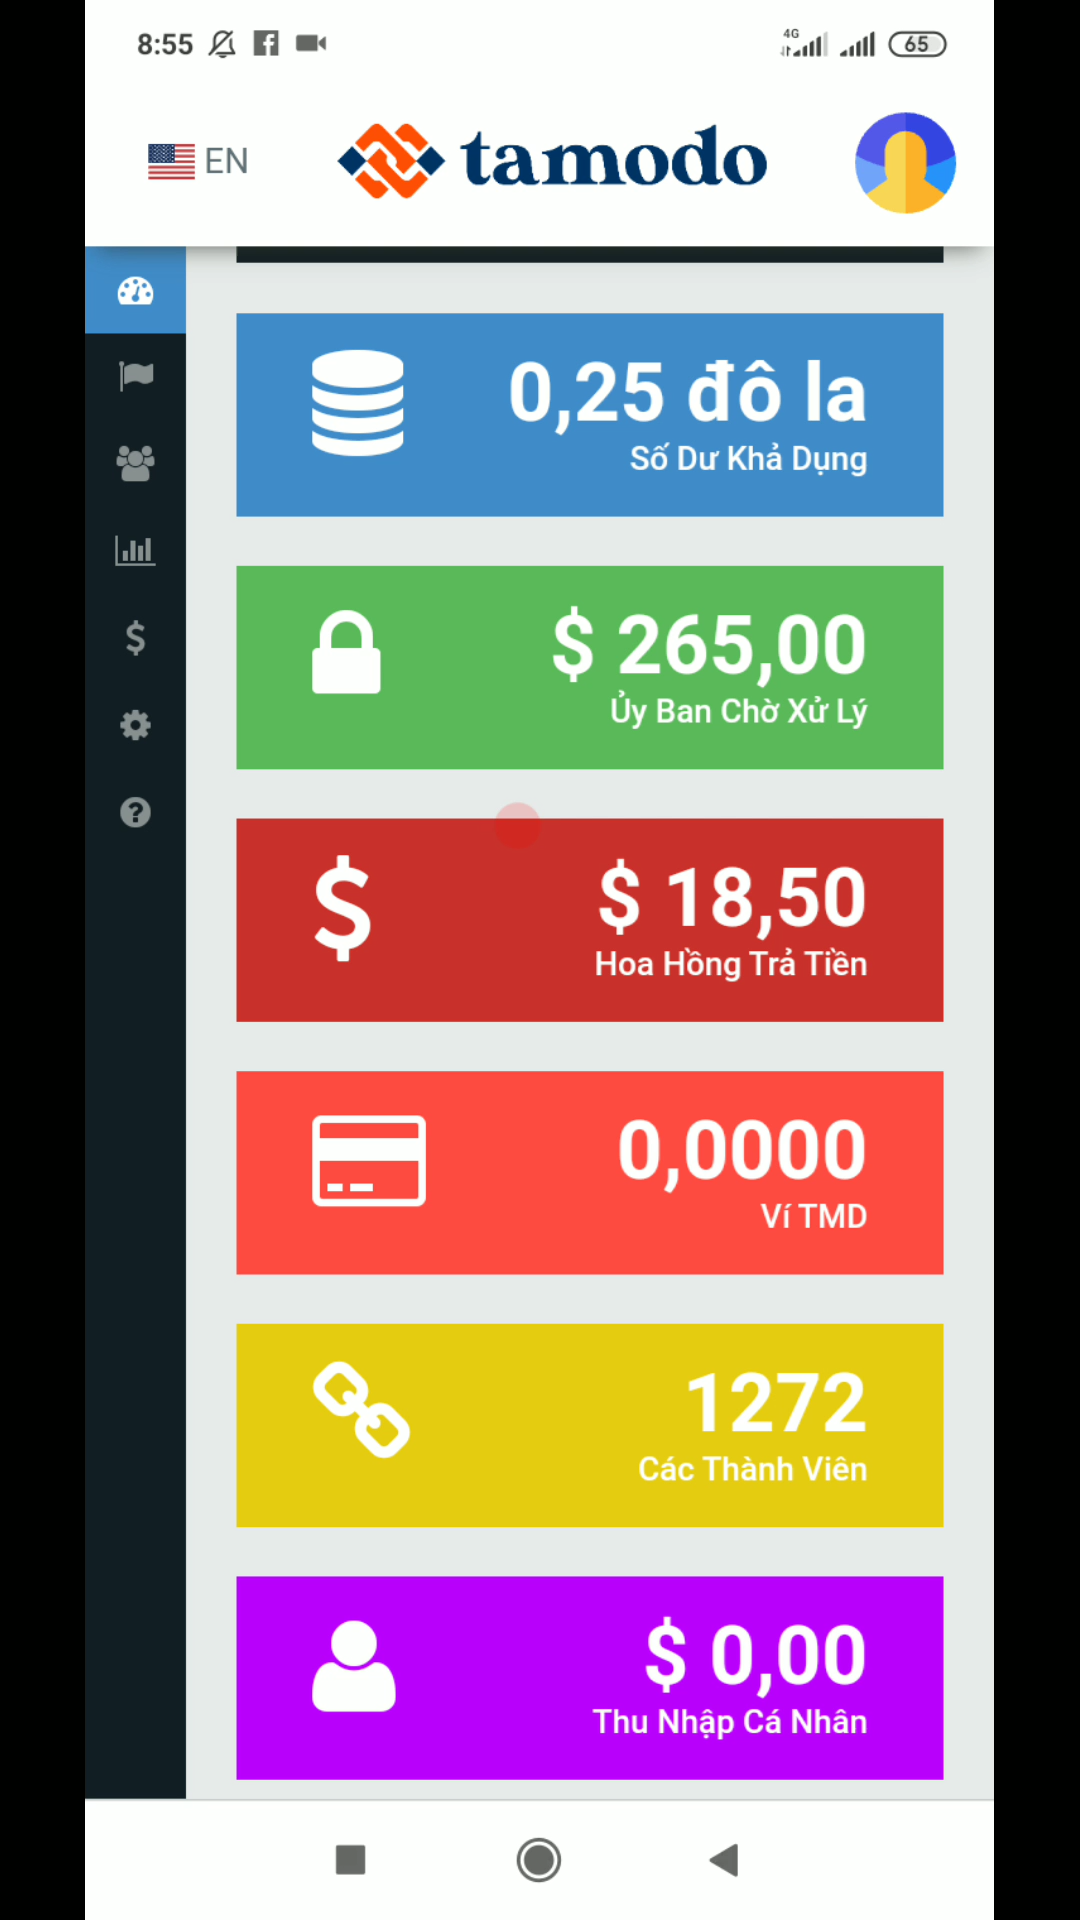 8:55
4G
65
EN
tamodo
0,25 đô la
Số Dư Khả Dụng
$ 265,00
Ủy Ban Chờ Xử Lý
$ 18,50
Hoa Hồng Trả Tiền
0,0000
Ví TMD
1272
Các Thành Viên
$ 0,00
Thu Nhập Cá Nhân